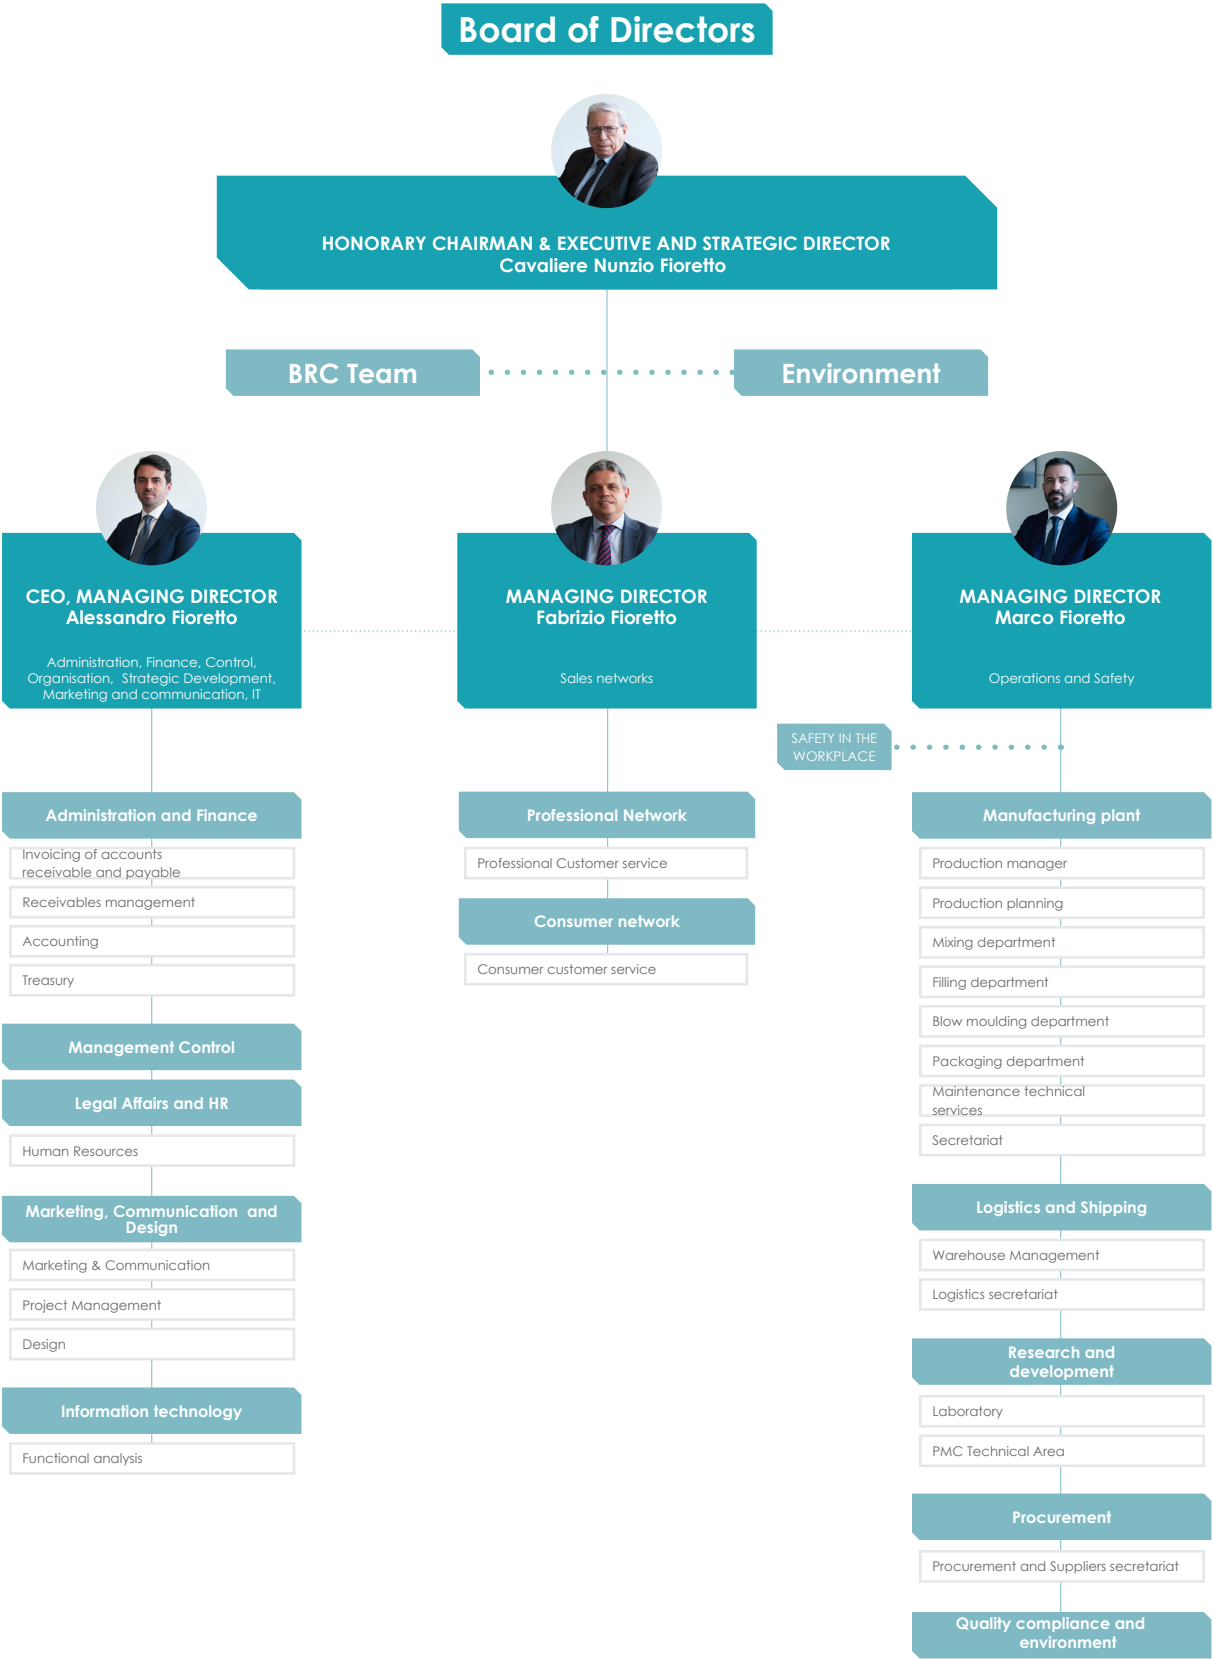 Board of Directors
HONORARY CHAIRMAN & EXECUTIVE AND STRATEGIC DIRECTOR
Cavaliere Nunzio Fioretto
BRC Team
Environment
CEO, MANAGING DIRECTOR
Alessandro Fioretto
Administration, Finance, Control,
Organisation, Strategic Development,
Marketing and communication, IT
MANAGING DIRECTOR
Fabrizio Fioretto
Sales networks
MANAGING DIRECTOR
Marco Fioretto
Operations and Safety
SAFETY IN THE
WORKPLACE
Administration and Finance
Invoicing of accounts
receivable and payable
Receivables management
Accounting
Treasury
Management Control
Legal Affairs and HR
Human Resources
Marketing, Communication and
Design
Marketing & Communication
Project Management
Design
Information technology
Functional analysis
Professional Network
Professional Customer service
Consumer network
Consumer customer service
Manufacturing plant
Production manager
Production planning
Mixing department
Filling department
Blow moulding department
Packaging department
Maintenance technical
services
Secretariat
Logistics and Shipping
Warehouse Management
Logistics secretariat
Research and
development
Laboratory
PMC Technical Area
Procurement
Procurement and Suppliers secretariat
Quality compliance and
environment